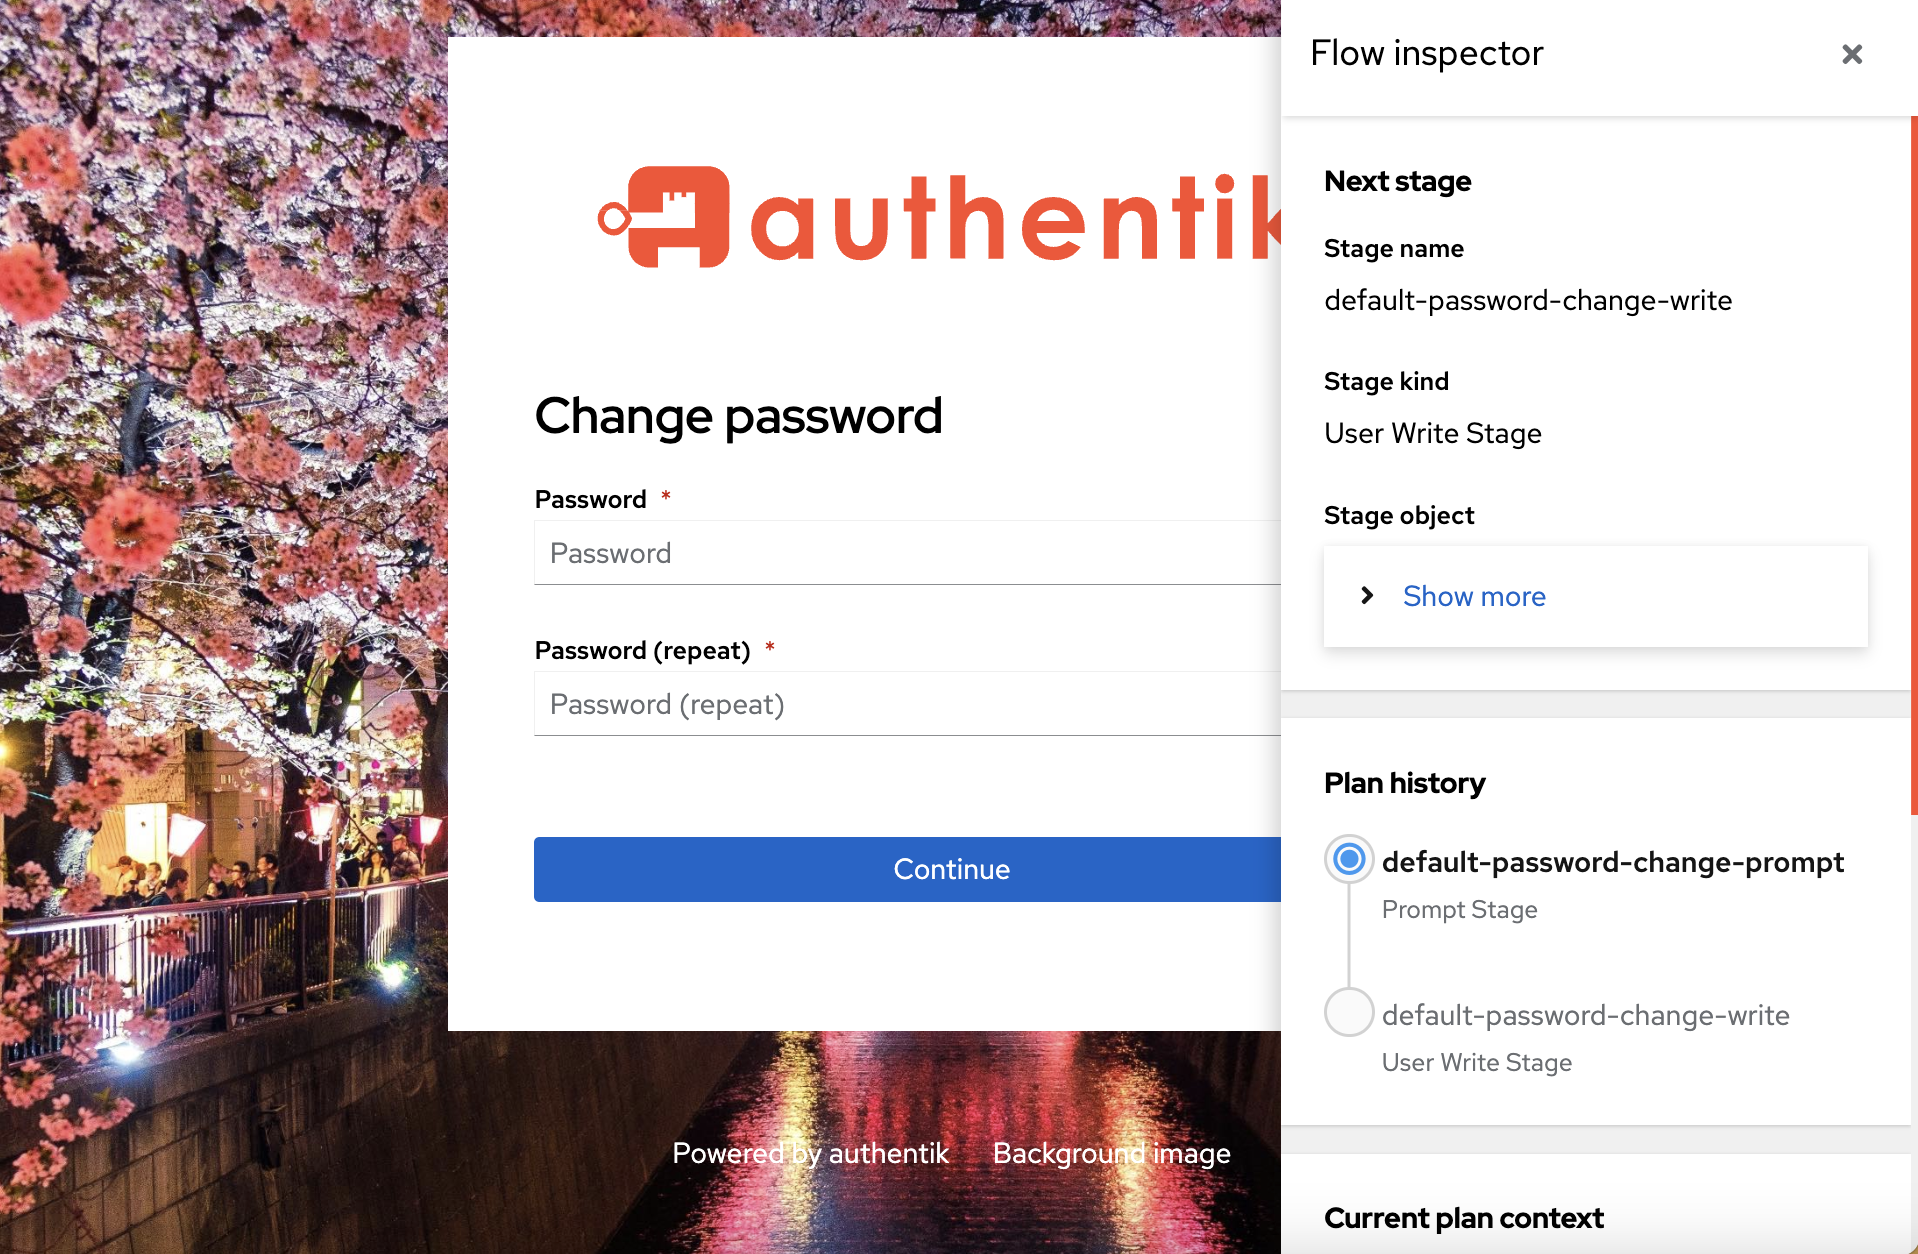 authentik
Change password
Password *
Password
Password (repeat) *
Password (repeat)
Continue
Powered by authentik
Background image
Flow inspector
Next stage
Stage name
default-password-change-write
Stage kind
User Write Stage
Stage object
Show more
Plan history
default-password-change-prompt
Prompt Stage
default-password-change-write
User Write Stage
Current plan context